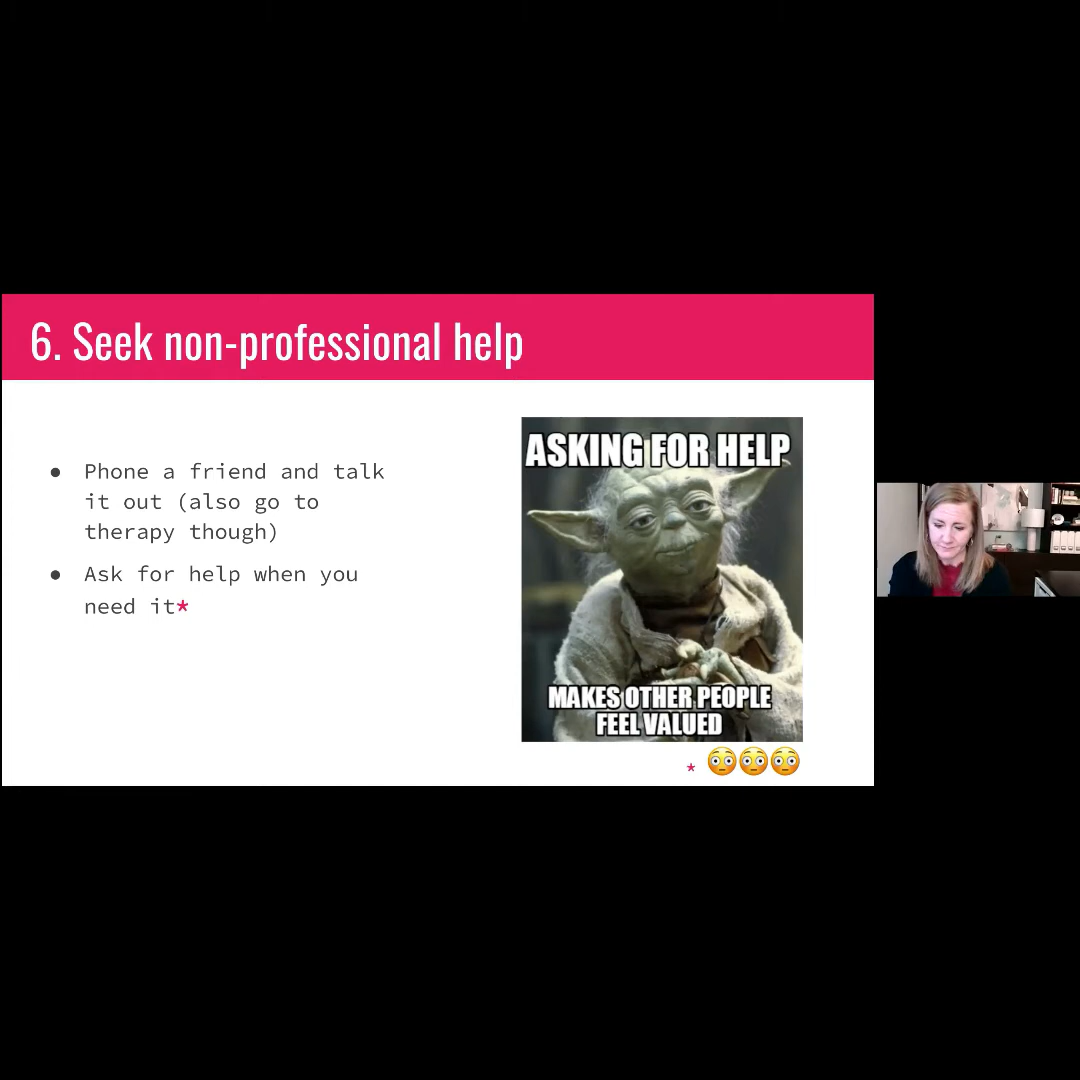 6. Seek non-professional help
● Phone a friend and talk
it out (also go to
therapy though)
● Ask for help when you
need it*
ASKING FOR HELP
MAKES OTHER PEOPLE
FEEL VALUED
* 😳😳😳